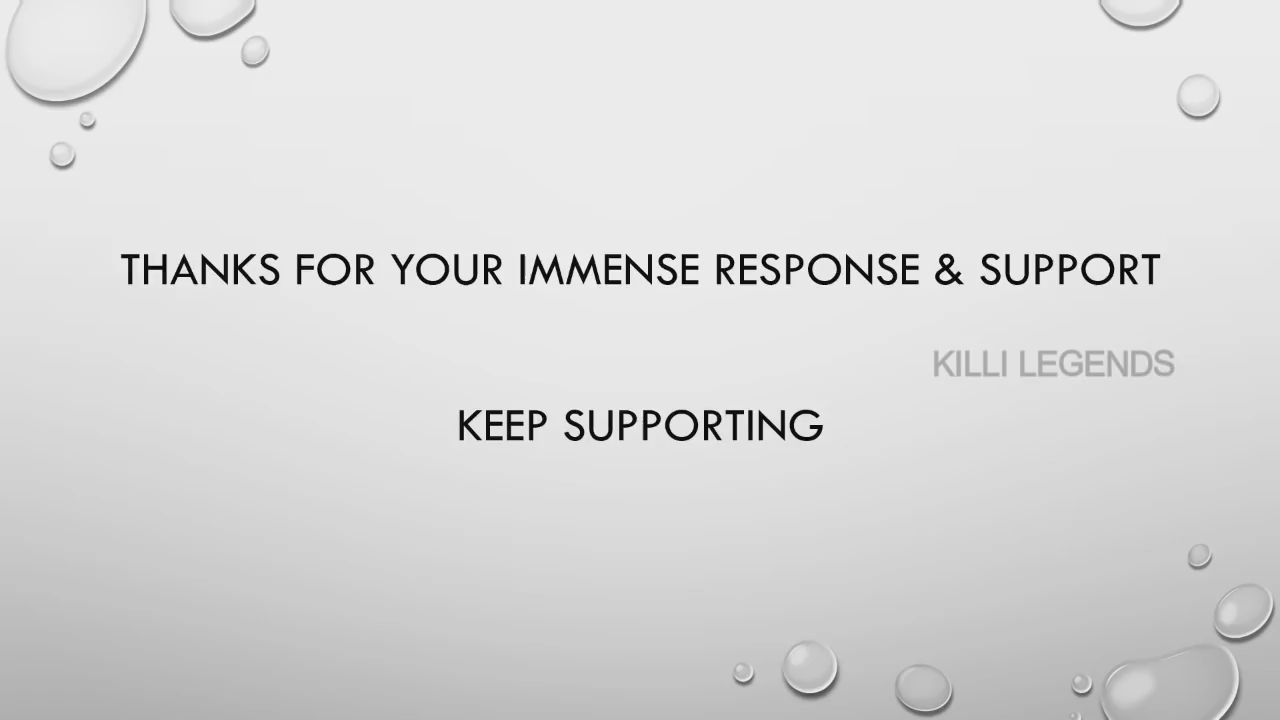 THANKS FOR YOUR IMMENSE RESPONSE & SUPPORT
KILLI LEGENDS
KEEP SUPPORTING